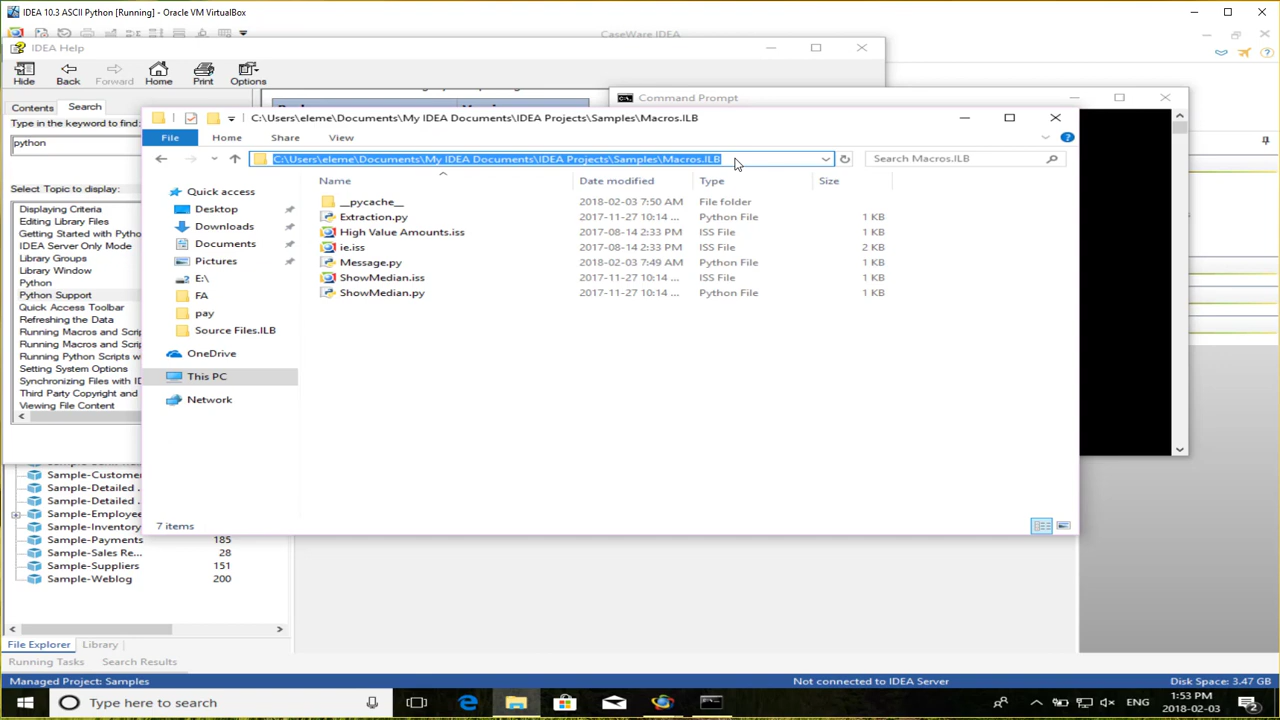 IDEA 10.3 ASCII Python [Running] - Oracle VM VirtualBox
CaseWare IDEA
IDEA Help
Hide
Back
Forward
Home
Print
Options
Contents
Search
Type in the keyword to find:
python
Select Topic to display:
Displaying Criteria
Editing Library Files
Getting Started with Python
IDEA Server Only Mode
Library Groups
Library Window
Python
Python Support
Quick Access Toolbar
Refreshing the Data
Running Macros and Scri
Running Macros and Scri
Running Python Scripts w
Setting System Options
Synchronizing Files with I
Third Party Copyright and
Viewing File Content
Command Prompt
C:\Users\eleme\Documents\My IDEA Documents\IDEA Projects\Samples\Macros.ILB
File
Home
Share
View
C:\Users\eleme\Documents\My IDEA Documents\IDEA Projects\Samples\Macros.ILB
Search Macros.ILB
Quick access
Desktop
Downloads
Documents
Pictures
E:\
FA
pay
Source Files.ILB
OneDrive
This PC
Network
Name Date modified Type Size
__pycache__ 2018-02-03 7:50 AM File folder
Extraction.py 2017-11-27 10:14 ... Python File 1 KB
High Value Amounts.iss 2017-08-14 2:33 PM ISS File 1 KB
ie.iss 2017-08-14 2:33 PM ISS File 2 KB
Message.py 2018-02-03 7:49 AM Python File 1 KB
ShowMedian.iss 2017-11-27 10:14 ... ISS File 1 KB
ShowMedian.py 2017-11-27 10:14 ... Python File 1 KB
7 items
Sample-Custome
Sample-Detailed .
Sample-Detailed .
Sample-Employee
Sample-Inventory
Sample-Payments 185
Sample-Sales Re... 28
Sample-Suppliers 151
Sample-Weblog 200
File Explorer
Library
Running Tasks
Search Results
Managed Project: Samples
Not connected to IDEA Server
Disk Space: 3.47 GB
Type here to search
ENG
1:53 PM
2018-02-03
2